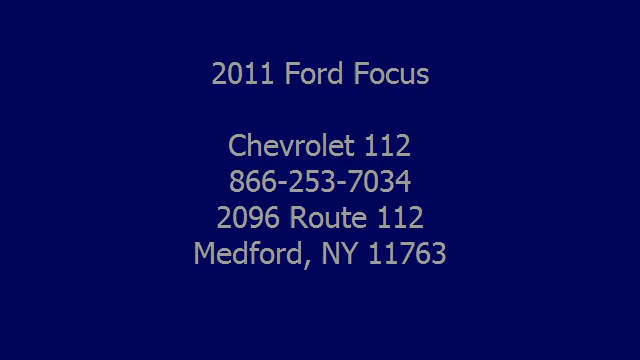 2011 Ford Focus
Chevrolet 112
866-253-7034
2096 Route 112
Medford, NY 11763